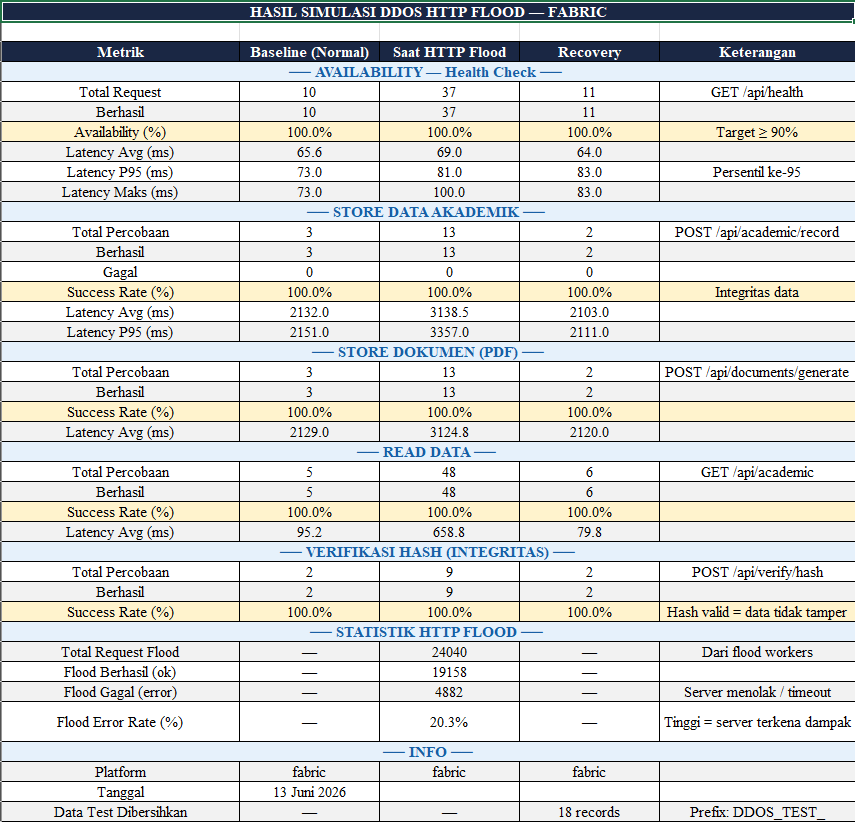 HASIL SIMULASI DDOS HTTP FLOOD — FABRIC
Metrik Baseline (Normal) Saat HTTP Flood Recovery Keterangan
── AVAILABILITY — Health Check ──
Total Request 10 37 11 GET /api/health
Berhasil 10 37 11
Availability (%) 100.0% 100.0% 100.0% Target ≥ 90%
Latency Avg (ms) 65.6 69.0 64.0
Latency P95 (ms) 73.0 81.0 83.0 Persentil ke-95
Latency Maks (ms) 73.0 100.0 83.0
── STORE DATA AKADEMIK ──
Total Percobaan 3 13 2 POST /api/academic/record
Berhasil 3 13 2
Gagal 0 0 0
Success Rate (%) 100.0% 100.0% 100.0% Integritas data
Latency Avg (ms) 2132.0 3138.5 2103.0
Latency P95 (ms) 2151.0 3357.0 2111.0
── STORE DOKUMEN (PDF) ──
Total Percobaan 3 13 2 POST /api/documents/generate
Berhasil 3 13 2
Success Rate (%) 100.0% 100.0% 100.0%
Latency Avg (ms) 2129.0 3124.8 2120.0
── READ DATA ──
Total Percobaan 5 48 6 GET /api/academic
Berhasil 5 48 6
Success Rate (%) 100.0% 100.0% 100.0%
Latency Avg (ms) 95.2 658.8 79.8
── VERIFIKASI HASH (INTEGRITAS) ──
Total Percobaan 2 9 2 POST /api/verify/hash
Berhasil 2 9 2
Success Rate (%) 100.0% 100.0% 100.0% Hash valid = data tidak tamper
── STATISTIK HTTP FLOOD ──
Total Request Flood — 24040 — Dari flood workers
Flood Berhasil (ok) — 19158 —
Flood Gagal (error) — 4882 — Server menolak / timeout
Flood Error Rate (%) — 20.3% — Tinggi = server terkena dampak
── INFO ──
Platform fabric fabric fabric
Tanggal 13 Juni 2026
Data Test Dibersihkan — — 18 records Prefix: DDOS_TEST_